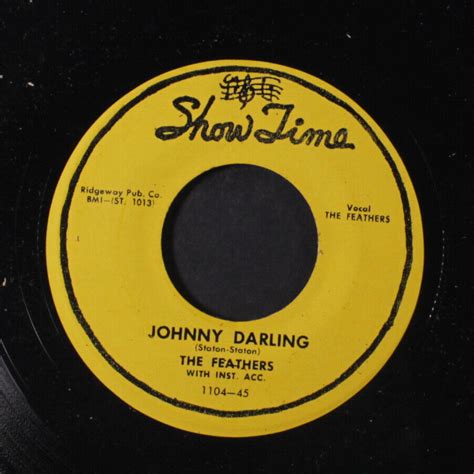 Show Time
Ridgeway Pub. Co.
BMI—(ST. 1013)
Vocal
THE FEATHERS
JOHNNY DARLING
(Staton-Staton)
THE FEATHERS
WITH INST. ACC.
1104—45